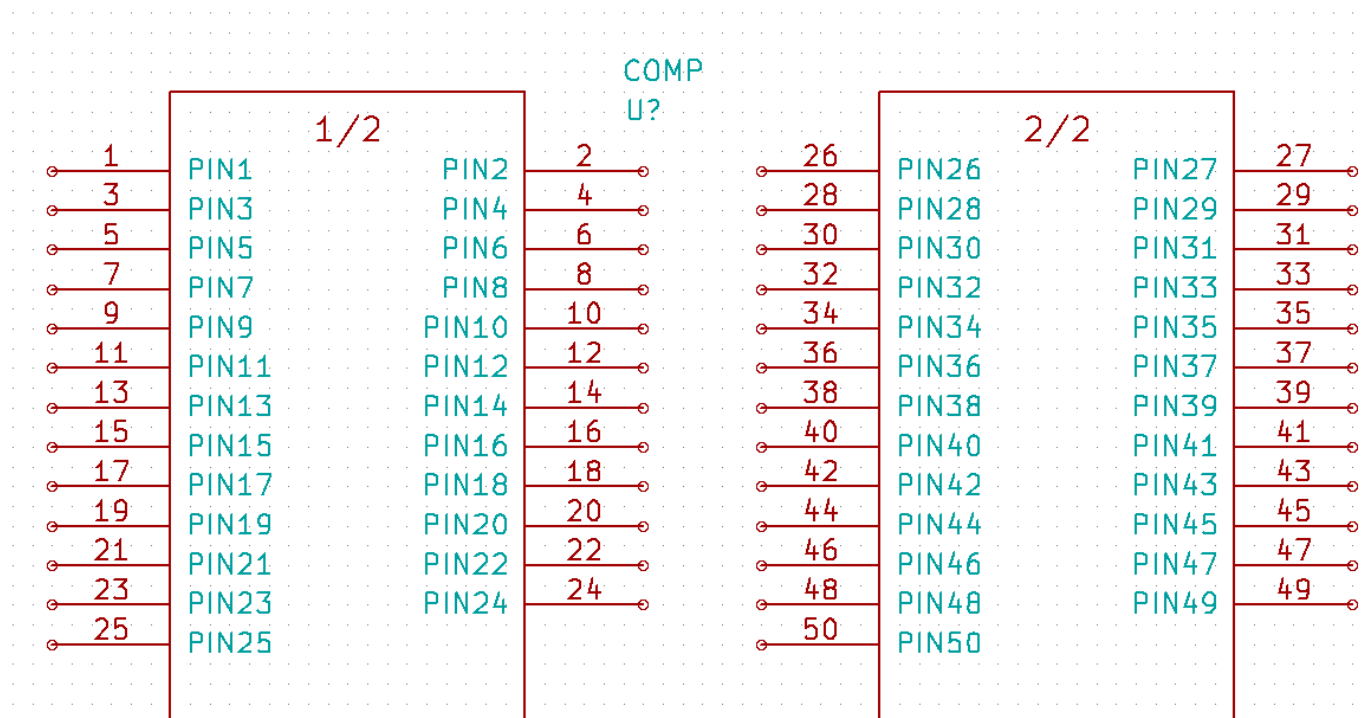 COMP
U?
1/2
1 PIN1 PIN2 2
3 PIN3 PIN4 4
5 PIN5 PIN6 6
7 PIN7 PIN8 8
9 PIN9 PIN10 10
11 PIN11 PIN12 12
13 PIN13 PIN14 14
15 PIN15 PIN16 16
17 PIN17 PIN18 18
19 PIN19 PIN20 20
21 PIN21 PIN22 22
23 PIN23 PIN24 24
25 PIN25
2/2
26 PIN26 PIN27 27
28 PIN28 PIN29 29
30 PIN30 PIN31 31
32 PIN32 PIN33 33
34 PIN34 PIN35 35
36 PIN36 PIN37 37
38 PIN38 PIN39 39
40 PIN40 PIN41 41
42 PIN42 PIN43 43
44 PIN44 PIN45 45
46 PIN46 PIN47 47
48 PIN48 PIN49 49
50 PIN50